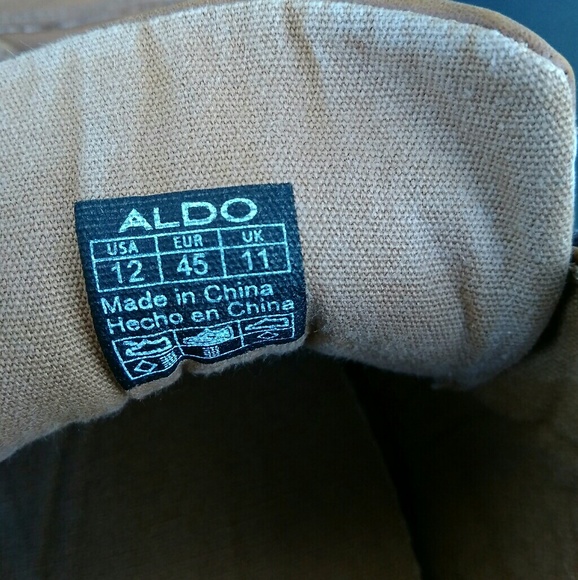 ALDO
USA EUR UK
12 45 11
Made in China
Hecho en China